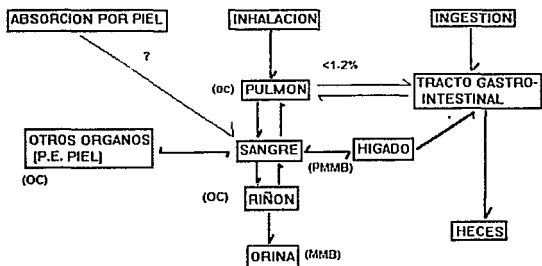 ABSORCION POR PIEL
INHALACION
INGESTION
?
<1-2%
(oc)
PULMON
TRACTO GASTRO-
INTESTINAL
OTROS ORGANOS
[P.E. PIEL]
(OC)
SANGRE
(PMMB)
HIGADO
(OC)
RIÑON
HECES
ORINA
(MMB)